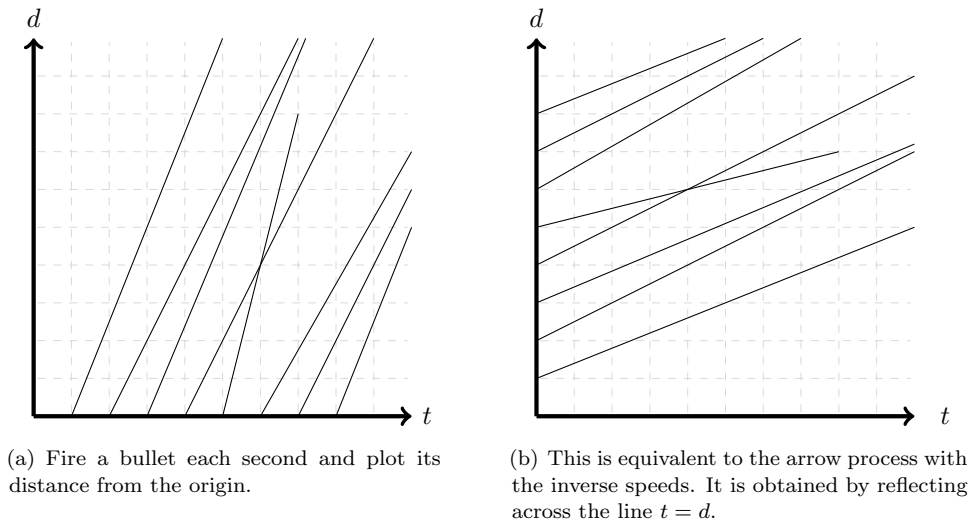 d
t
(a) Fire a bullet each second and plot its
distance from the origin.
d
t
(b) This is equivalent to the arrow process with
the inverse speeds. It is obtained by reflecting
across the line t = d.